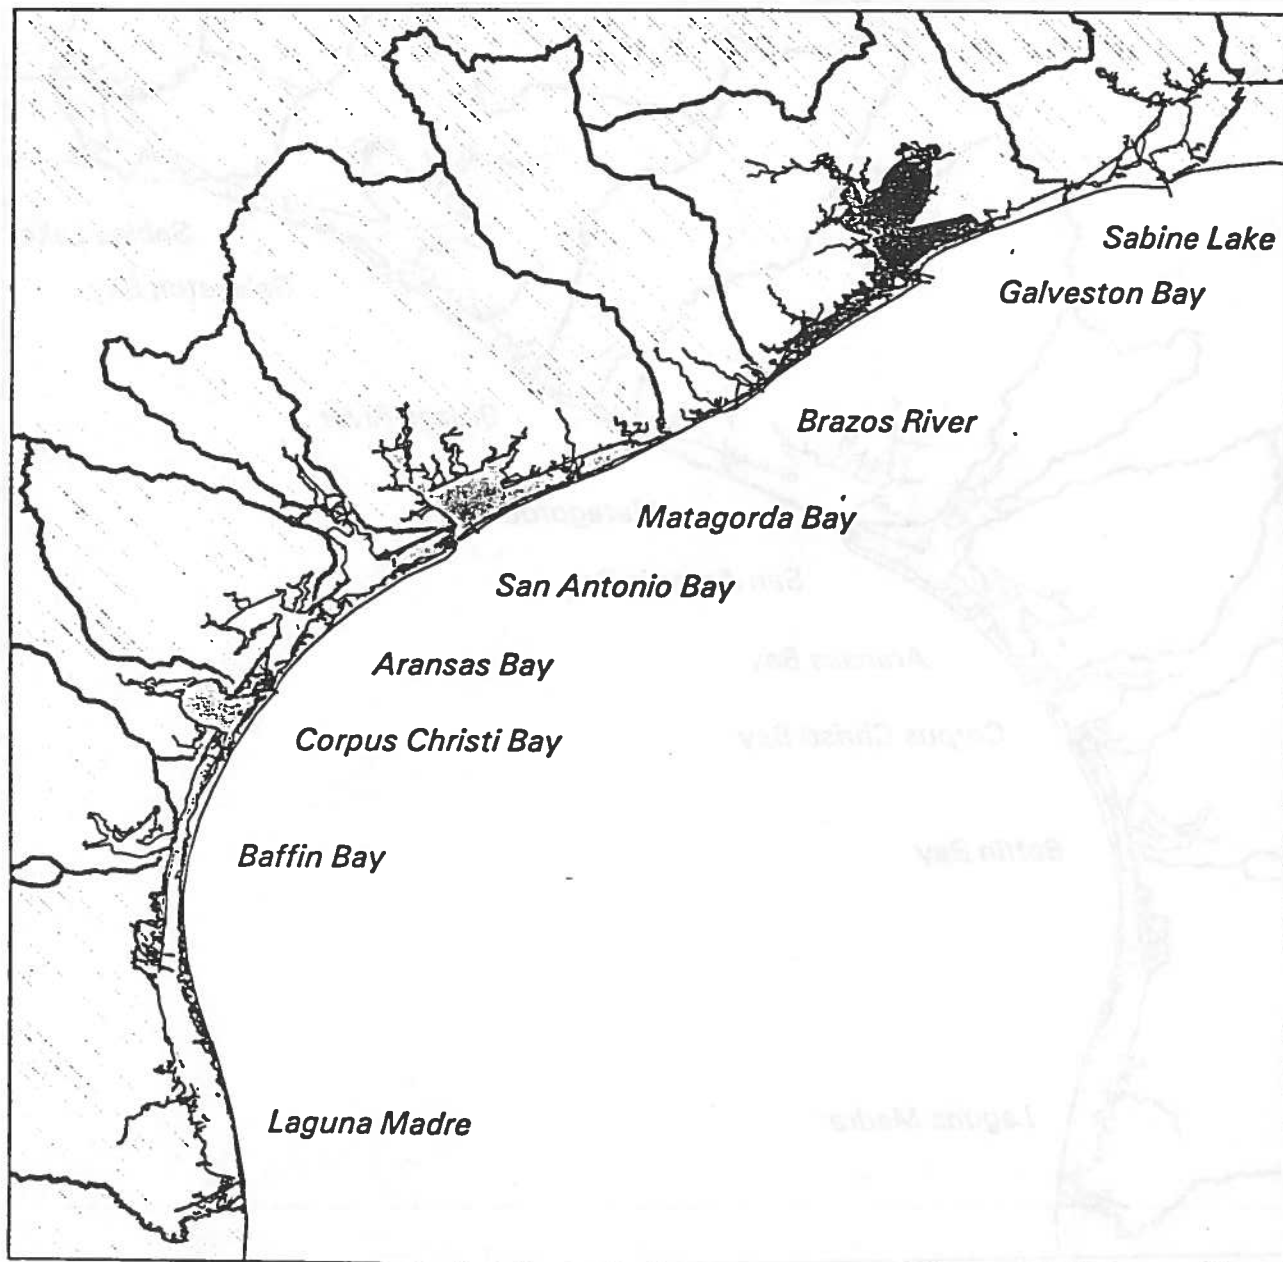 Sabine Lake
Galveston Bay
Brazos River
Matagorda Bay
San Antonio Bay
Aransas Bay
Corpus Christi Bay
Baffin Bay
Laguna Madre